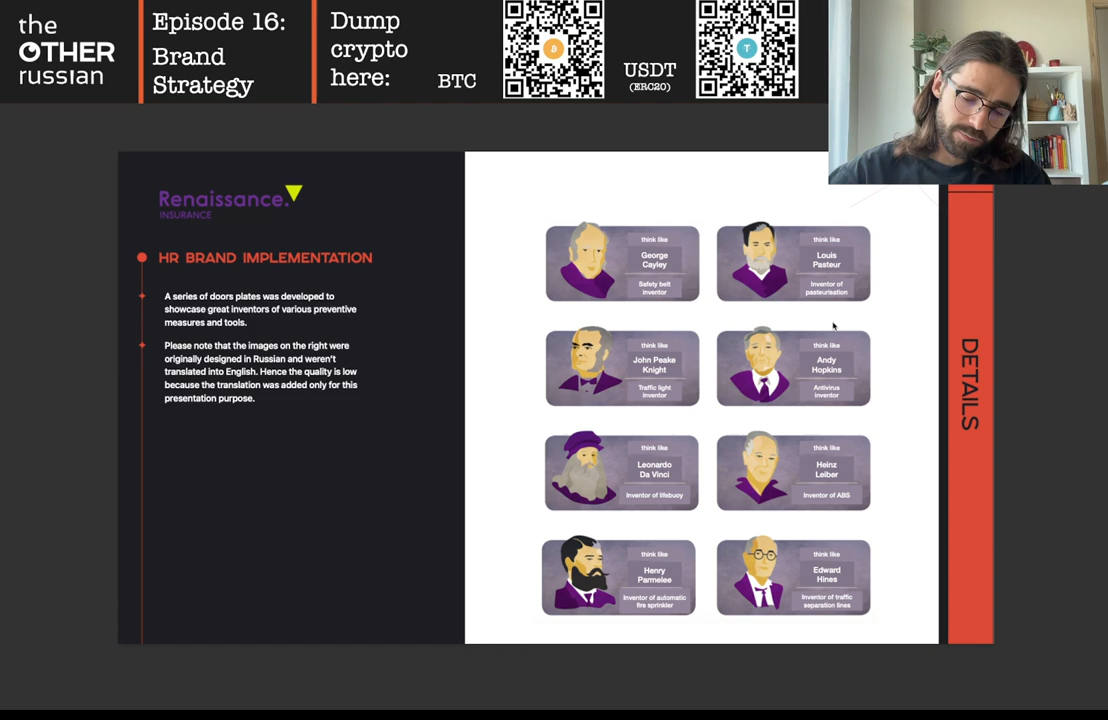 the
OTHER
russian
Episode 16:
Brand
Strategy
Dump
crypto
here:
BTC
USDT
(ERC20)
Renaissance.
INSURANCE
HR BRAND IMPLEMENTATION
A series of doors plates was developed to
showcase great inventors of various preventive
measures and tools.
Please note that the images on the right were
originally designed in Russian and weren't
translated into English. Hence the quality is low
because the translation was added only for this
presentation purpose.
think like
George
Cayley
Safety belt
inventor
think like
Louis
Pasteur
Inventor of
pasteurisation
think like
John Peake
Knight
Traffic light
inventor
think like
Andy
Hopkins
Antivirus
inventor
think like
Leonardo
Da Vinci
Inventor of lifebuoy
think like
Heinz
Leiber
Inventor of ABS
think like
Henry
Parmelee
Inventor of automatic
fire sprinkler
think like
Edward
Hines
Inventor of traffic
separation lines
DETAILS